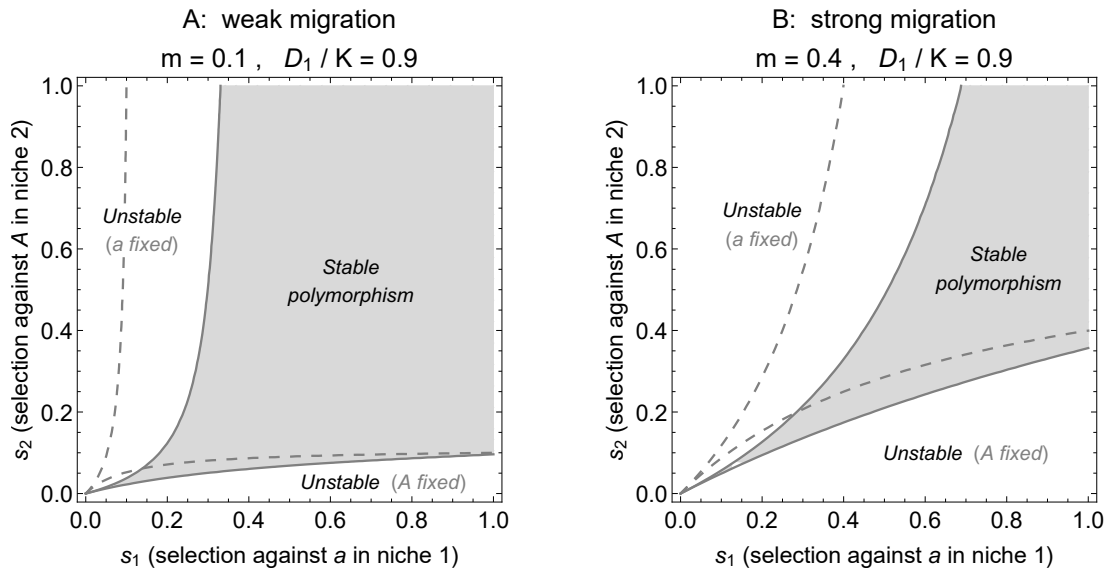 A: weak migration
m = 0.1 , D₁ / K = 0.9
1.0
0.8
0.6
0.4
0.2
0.0
s₂ (selection against A in niche 2)
Unstable
(a fixed)
Stable
polymorphism
Unstable (A fixed)
0.0 0.2 0.4 0.6 0.8 1.0
s₁ (selection against a in niche 1)
B: strong migration
m = 0.4 , D₁ / K = 0.9
1.0
0.8
0.6
0.4
0.2
0.0
s₂ (selection against A in niche 2)
Unstable
(a fixed)
Stable
polymorphism
Unstable (A fixed)
0.0 0.2 0.4 0.6 0.8 1.0
s₁ (selection against a in niche 1)